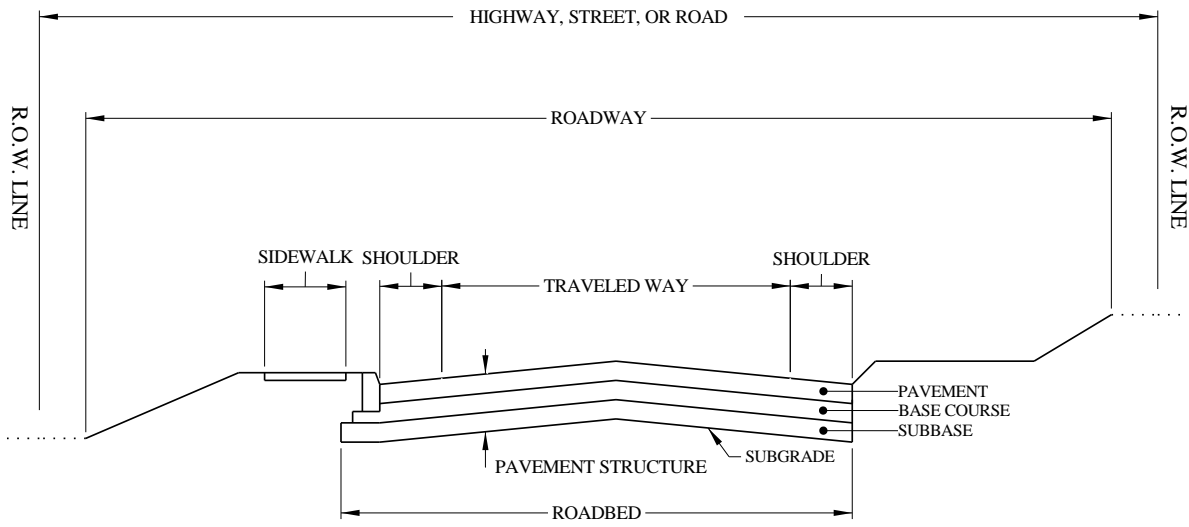 HIGHWAY, STREET, OR ROAD
R.O.W. LINE
R.O.W. LINE
ROADWAY
SIDEWALK
SHOULDER
SHOULDER
TRAVELED WAY
PAVEMENT
BASE COURSE
SUBBASE
SUBGRADE
PAVEMENT STRUCTURE
ROADBED